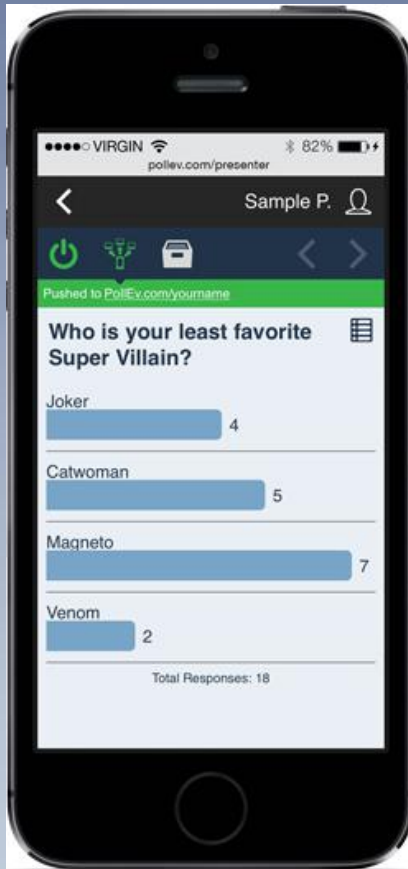 ●●●●○ VIRGIN 82%
pollev.com/presenter
Sample P.
Pushed to PollEv.com/yourname
Who is your least favorite
Super Villain?
Joker
4
Catwoman
5
Magneto
7
Venom
2
Total Responses: 18